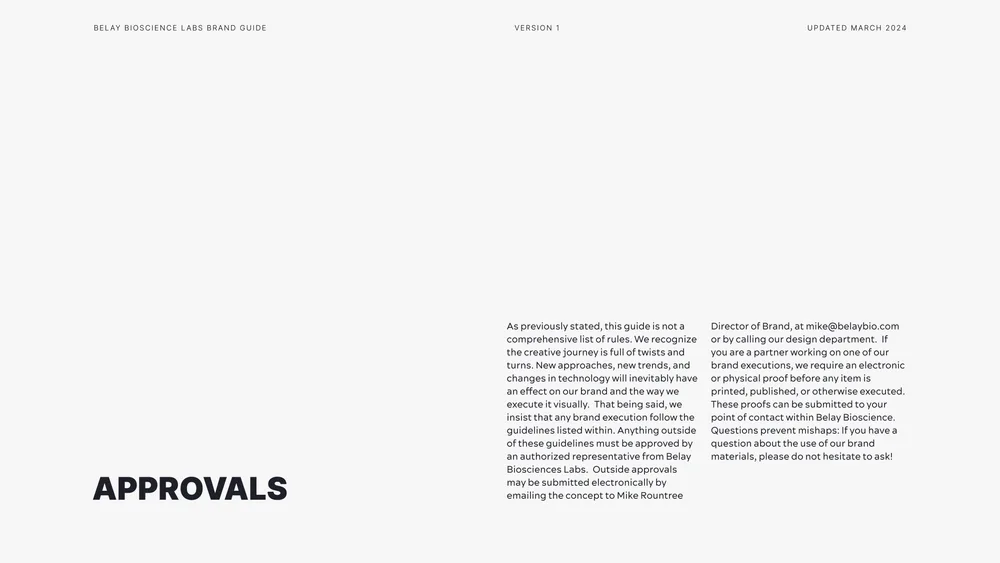 BELAY BIOSCIENCE LABS BRAND GUIDE
VERSION 1
UPDATED MARCH 2024
APPROVALS
As previously stated, this guide is not a
comprehensive list of rules. We recognize
the creative journey is full of twists and
turns. New approaches, new trends, and
changes in technology will inevitably have
an effect on our brand and the way we
execute it visually.  That being said, we
insist that any brand execution follow the
guidelines listed within. Anything outside
of these guidelines must be approved by
an authorized representative from Belay
Biosciences Labs.  Outside approvals
may be submitted electronically by
emailing the concept to Mike Rountree
Director of Brand, at mike@belaybio.com
or by calling our design department.  If
you are a partner working on one of our
brand executions, we require an electronic
or physical proof before any item is
printed, published, or otherwise executed.
These proofs can be submitted to your
point of contact within Belay Bioscience.
Questions prevent mishaps: If you have a
question about the use of our brand
materials, please do not hesitate to ask!